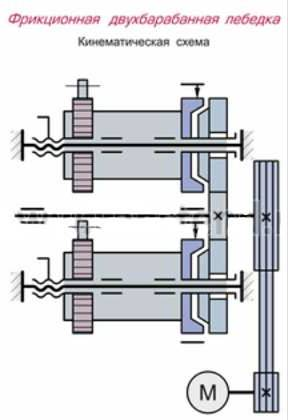 Фрикционная двухбарабанная лебедка
Кинематическая схема
М